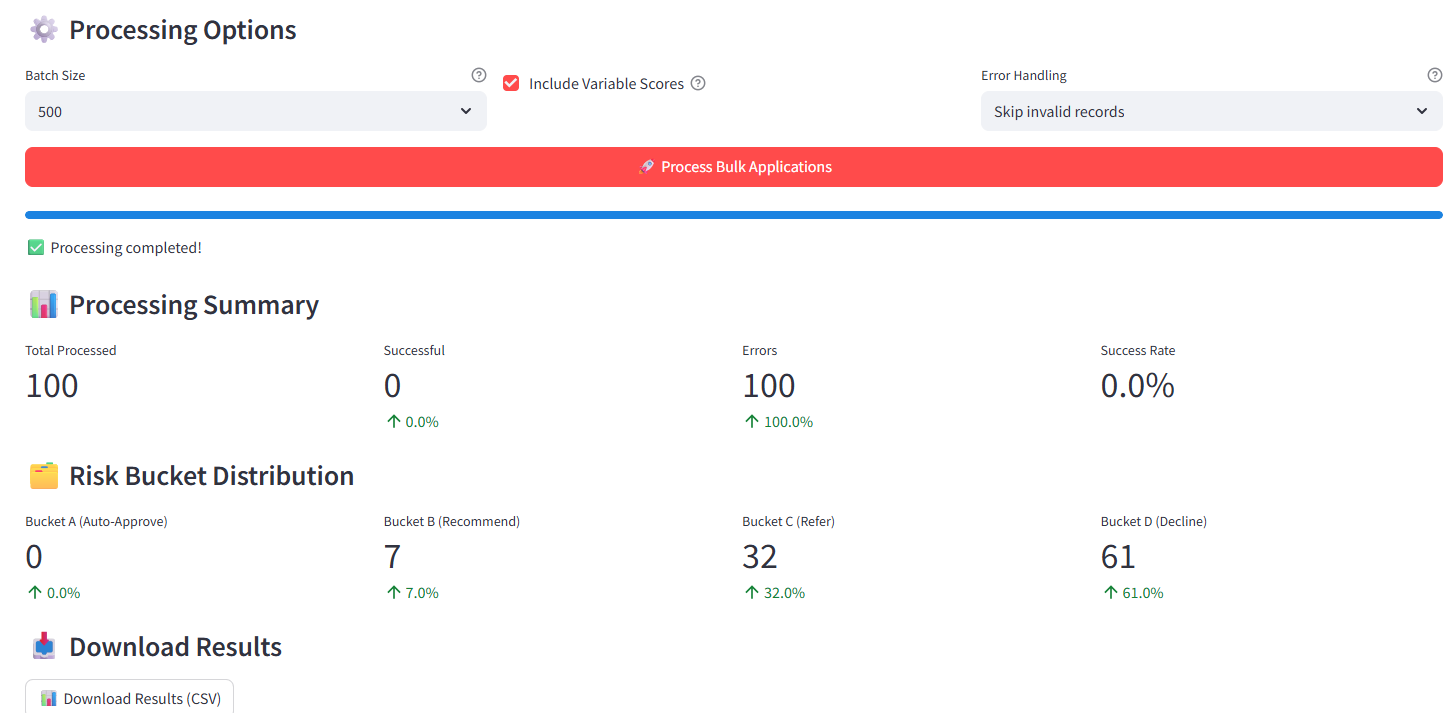 Processing Options
Batch Size
Include Variable Scores
Error Handling
500
Skip invalid records
Process Bulk Applications
Processing completed!
Processing Summary
Total Processed
Successful
Errors
Success Rate
100
0
100
0.0%
↑ 0.0%
↑ 100.0%
Risk Bucket Distribution
Bucket A (Auto-Approve)
Bucket B (Recommend)
Bucket C (Refer)
Bucket D (Decline)
0
7
32
61
↑ 0.0%
↑ 7.0%
↑ 32.0%
↑ 61.0%
Download Results
Download Results (CSV)